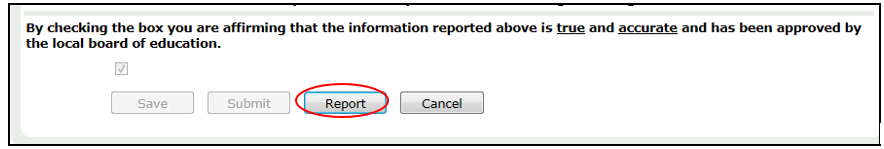 By checking the box you are affirming that the information reported above is true and accurate and has been approved by
the local board of education.
Save Submit Report Cancel